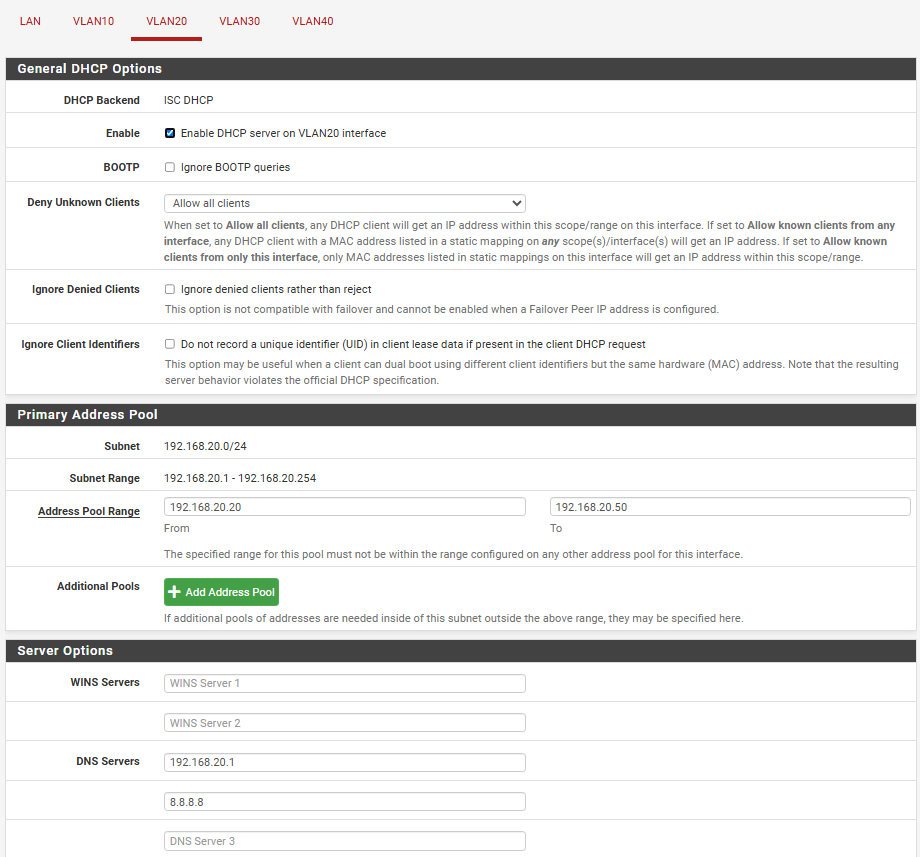 LAN VLAN10 VLAN20 VLAN30 VLAN40
General DHCP Options
DHCP Backend ISC DHCP
Enable Enable DHCP server on VLAN20 interface
BOOTP Ignore BOOTP queries
Deny Unknown Clients Allow all clients
When set to Allow all clients, any DHCP client will get an IP address within this scope/range on this interface. If set to Allow known clients from any
interface, any DHCP client with a MAC address listed in a static mapping on any scope(s)/interface(s) will get an IP address. If set to Allow known
clients from only this interface, only MAC addresses listed in static mappings on this interface will get an IP address within this scope/range.
Ignore Denied Clients Ignore denied clients rather than reject
This option is not compatible with failover and cannot be enabled when a Failover Peer IP address is configured.
Ignore Client Identifiers Do not record a unique identifier (UID) in client lease data if present in the client DHCP request
This option may be useful when a client can dual boot using different client identifiers but the same hardware (MAC) address. Note that the resulting
server behavior violates the official DHCP specification.
Primary Address Pool
Subnet 192.168.20.0/24
Subnet Range 192.168.20.1 - 192.168.20.254
Address Pool Range 192.168.20.20 192.168.20.50
From To
The specified range for this pool must not be within the range configured on any other address pool for this interface.
Additional Pools Add Address Pool
If additional pools of addresses are needed inside of this subnet outside the above range, they may be specified here.
Server Options
WINS Servers WINS Server 1
WINS Server 2
DNS Servers 192.168.20.1
8.8.8.8
DNS Server 3